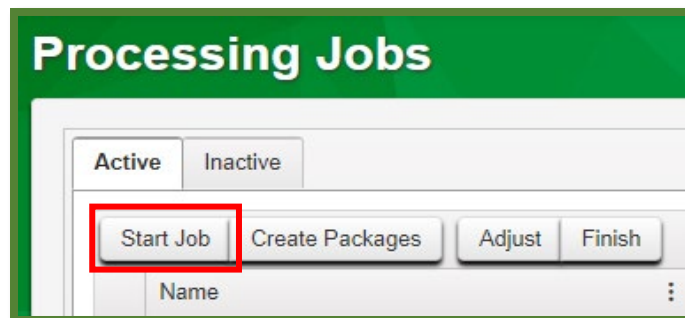 Processing Jobs
Active Inactive
Start Job Create Packages Adjust Finish
Name